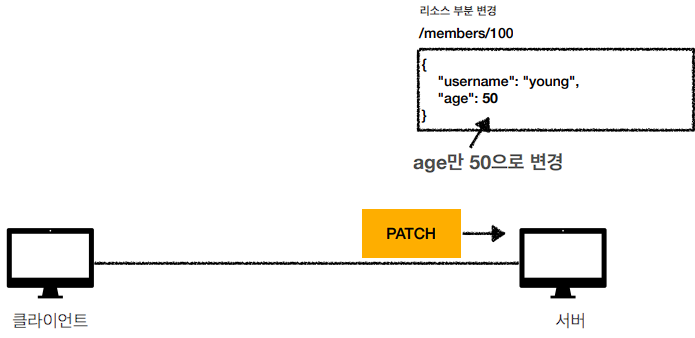 리소스 부분 변경
/members/100
{
"username": "young",
"age": 50
}
age만 50으로 변경
PATCH
클라이언트
서버